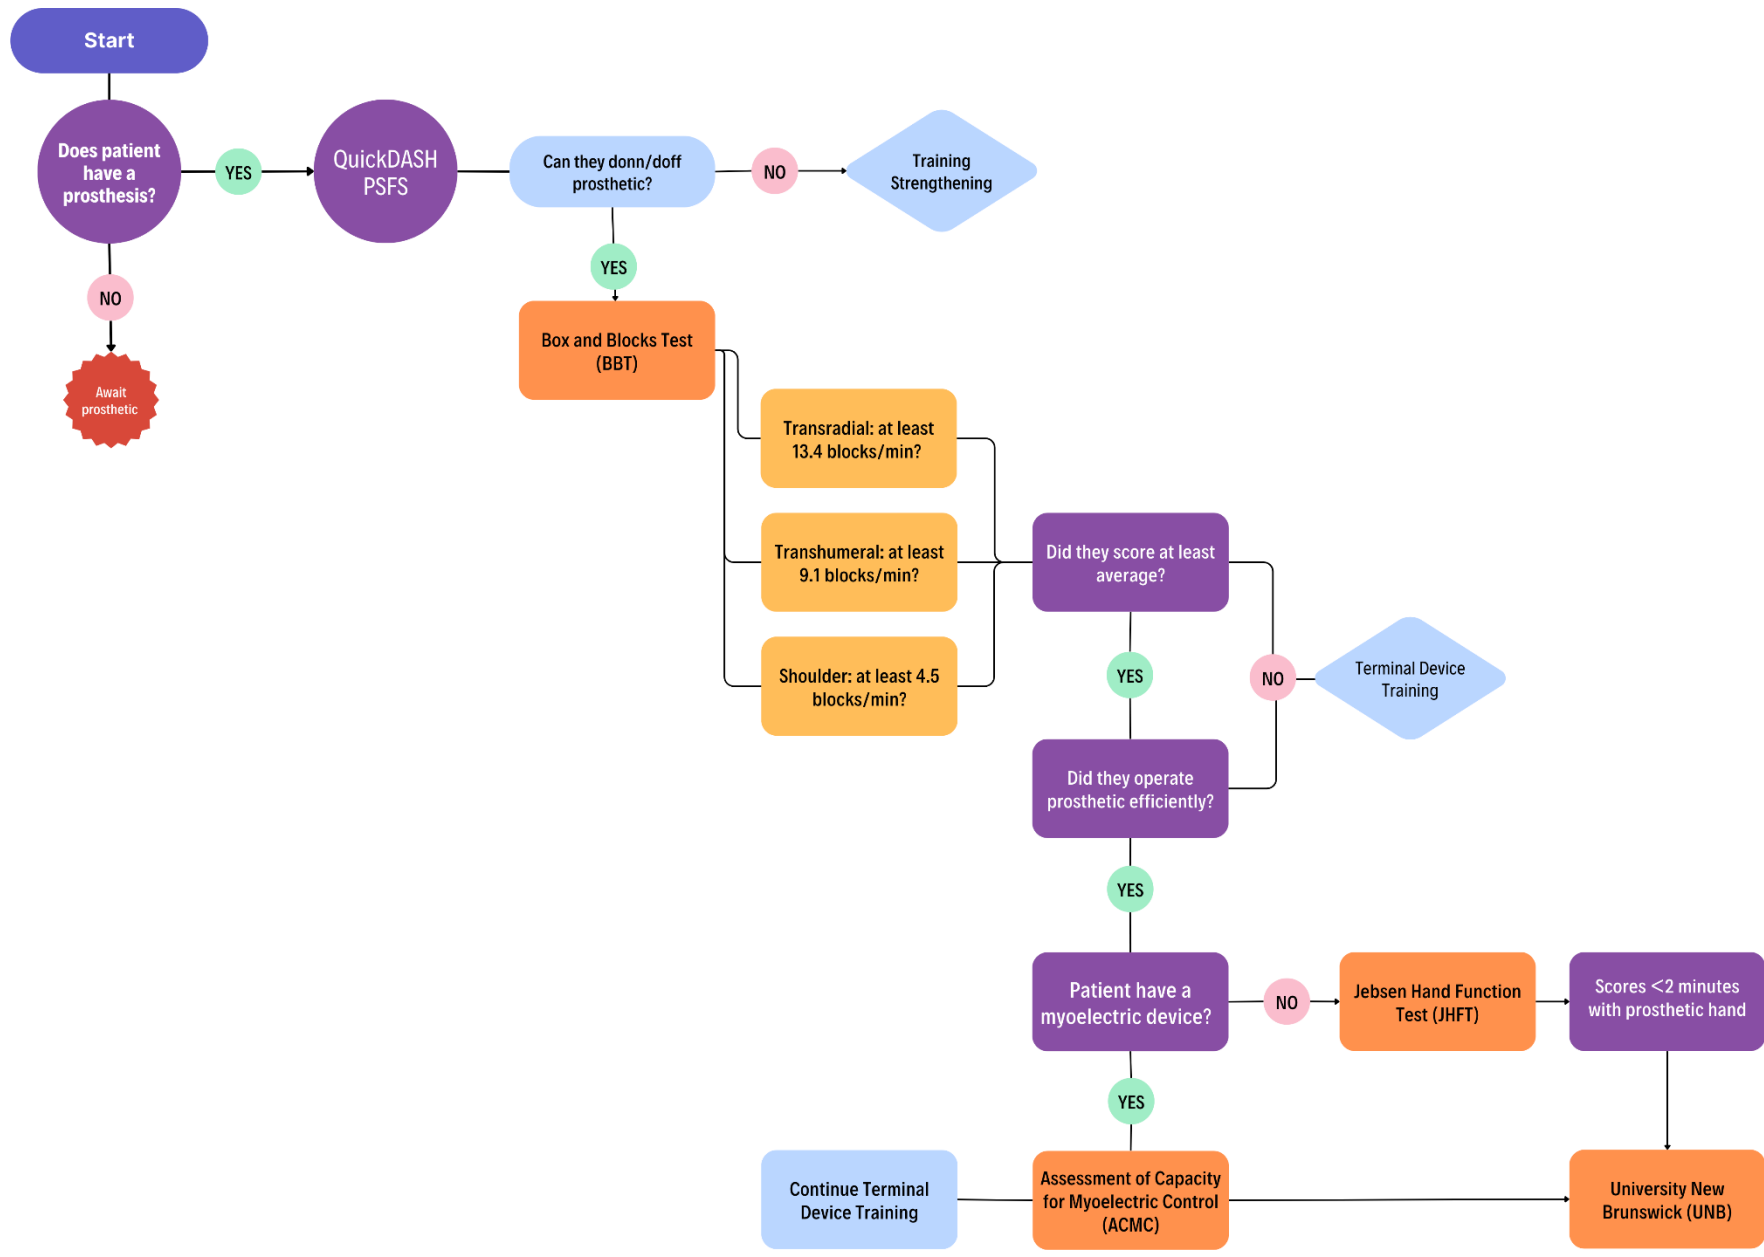 Start
Does patient
have a
prosthesis?
YES
QuickDASH
PSFS
Can they donn/doff
prosthetic?
NO
Training
Strengthening
NO
YES
Await
prosthetic
Box and Blocks Test
(BBT)
Transradial: at least
13.4 blocks/min?
Transhumeral: at least
9.1 blocks/min?
Shoulder: at least 4.5
blocks/min?
Did they score at least
average?
YES
NO
Terminal Device
Training
Did they operate
prosthetic efficiently?
YES
Patient have a
myoelectric device?
NO
Jebsen Hand Function
Test (JHFT)
Scores <2 minutes
with prosthetic hand
YES
Continue Terminal
Device Training
Assessment of Capacity
for Myoelectric Control
(ACMC)
University New
Brunswick (UNB)